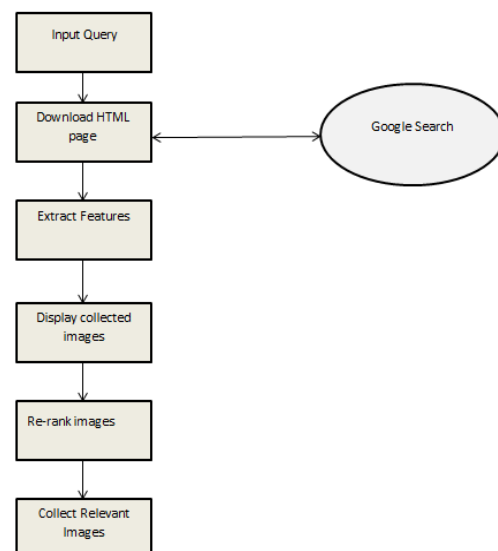 Input Query
Download HTML
page
Google Search
Extract Features
Display collected
images
Re-rank images
Collect Relevant
Images